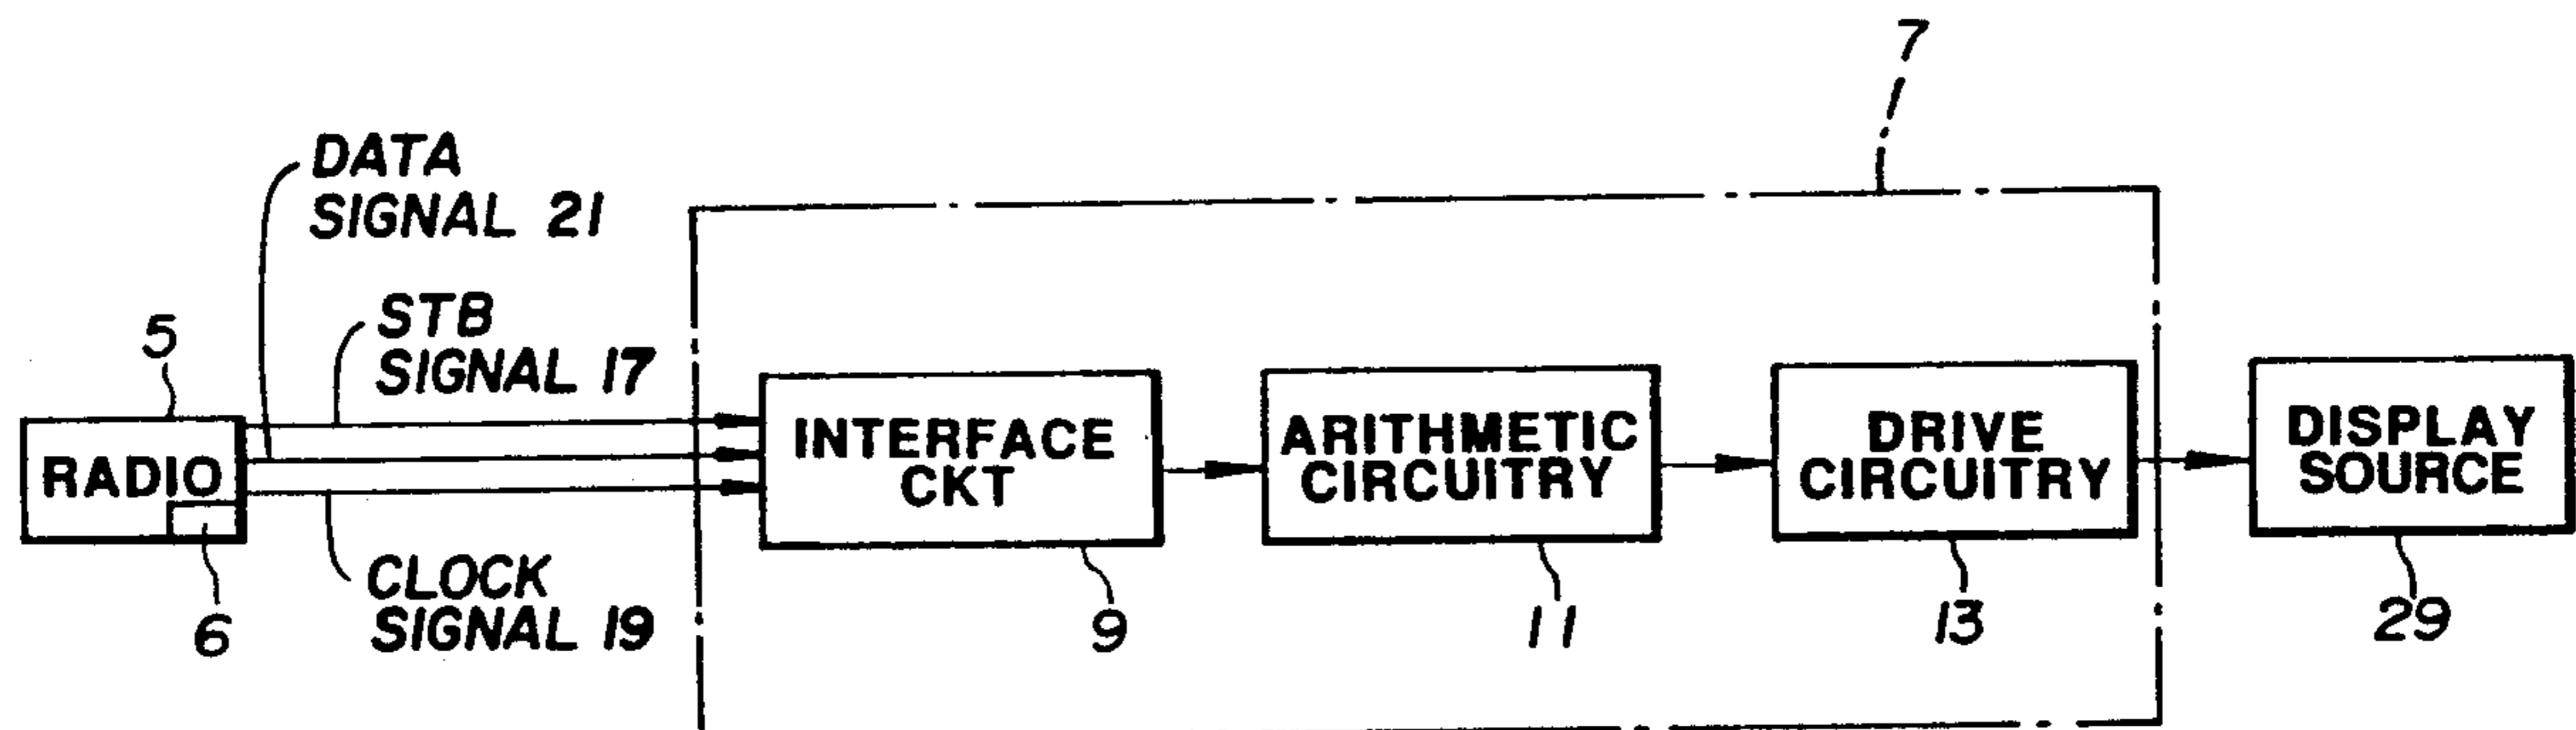 7
DATA
SIGNAL 21
STB
SIGNAL 17
5
RADIO
INTERFACE
CKT
ARITHMETIC
CIRCUITRY
DRIVE
CIRCUITRY
DISPLAY
SOURCE
CLOCK
SIGNAL 19
6
9
11
13
29